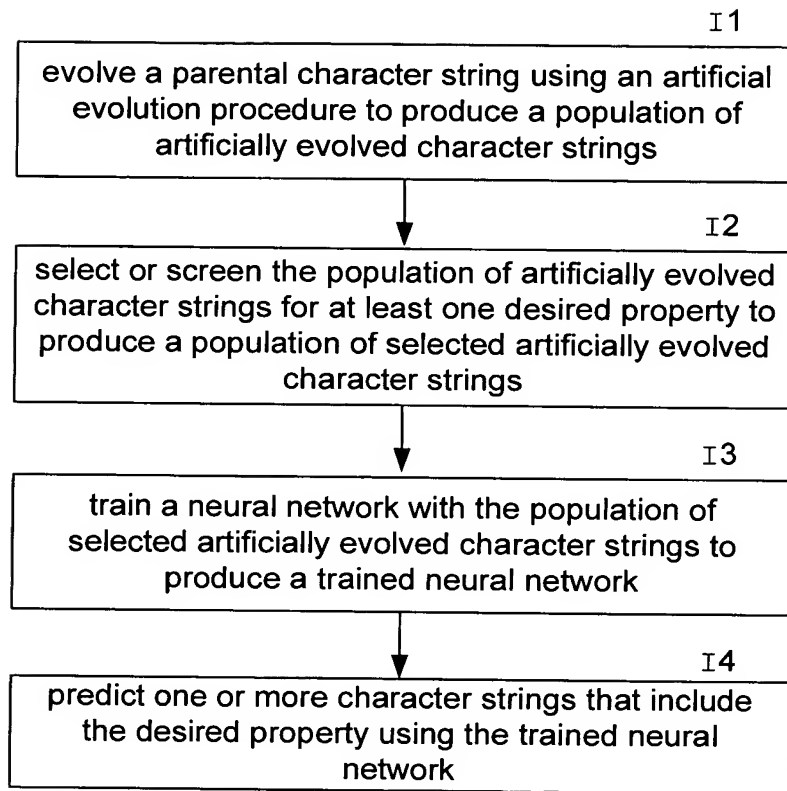 I1
evolve a parental character string using an artificial
evolution procedure to produce a population of
artificially evolved character strings
I2
select or screen the population of artificially evolved
character strings for at least one desired property to
produce a population of selected artificially evolved
character strings
I3
train a neural network with the population of
selected artificially evolved character strings to
produce a trained neural network
I4
predict one or more character strings that include
the desired property using the trained neural
network